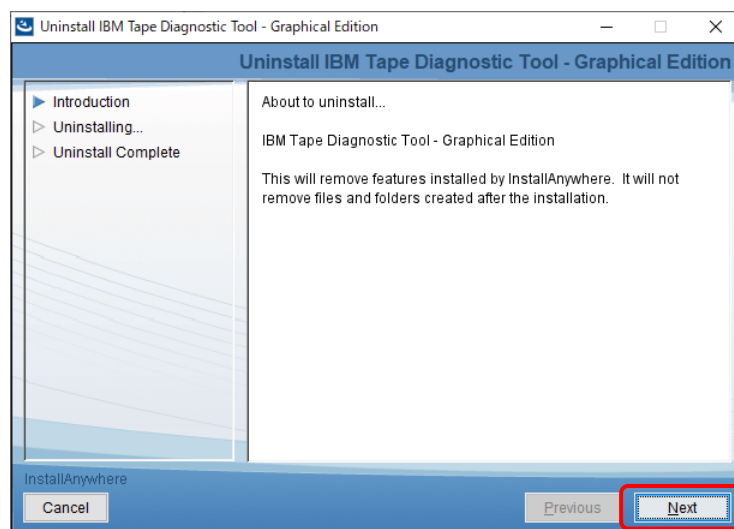 Uninstall IBM Tape Diagnostic Tool - Graphical Edition
Uninstall IBM Tape Diagnostic Tool - Graphical Edition
Introduction
Uninstalling...
Uninstall Complete
About to uninstall...
IBM Tape Diagnostic Tool - Graphical Edition
This will remove features installed by InstallAnywhere. It will not
remove files and folders created after the installation.
InstallAnywhere
Cancel
Previous
Next